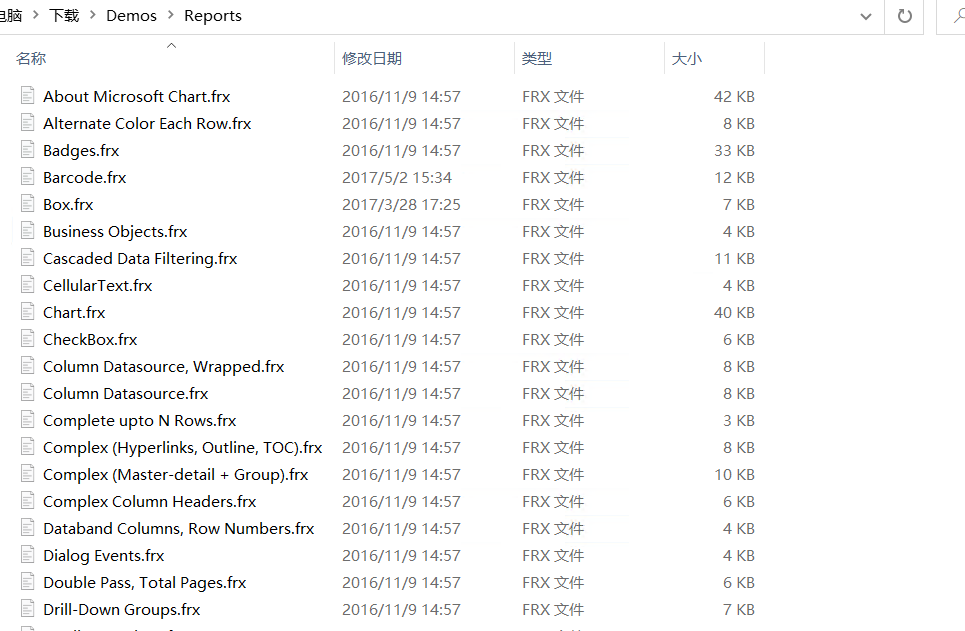 电脑 > 下载 > Demos > Reports
名称 修改日期 类型 大小
About Microsoft Chart.frx 2016/11/9 14:57 FRX 文件 42 KB
Alternate Color Each Row.frx 2016/11/9 14:57 FRX 文件 8 KB
Badges.frx 2016/11/9 14:57 FRX 文件 33 KB
Barcode.frx 2017/5/2 15:34 FRX 文件 12 KB
Box.frx 2017/3/28 17:25 FRX 文件 7 KB
Business Objects.frx 2016/11/9 14:57 FRX 文件 4 KB
Cascaded Data Filtering.frx 2016/11/9 14:57 FRX 文件 11 KB
CellularText.frx 2016/11/9 14:57 FRX 文件 4 KB
Chart.frx 2016/11/9 14:57 FRX 文件 40 KB
CheckBox.frx 2016/11/9 14:57 FRX 文件 6 KB
Column Datasource, Wrapped.frx 2016/11/9 14:57 FRX 文件 8 KB
Column Datasource.frx 2016/11/9 14:57 FRX 文件 8 KB
Complete upto N Rows.frx 2016/11/9 14:57 FRX 文件 3 KB
Complex (Hyperlinks, Outline, TOC).frx 2016/11/9 14:57 FRX 文件 8 KB
Complex (Master-detail + Group).frx 2016/11/9 14:57 FRX 文件 10 KB
Complex Column Headers.frx 2016/11/9 14:57 FRX 文件 6 KB
Databand Columns, Row Numbers.frx 2016/11/9 14:57 FRX 文件 4 KB
Dialog Events.frx 2016/11/9 14:57 FRX 文件 4 KB
Double Pass, Total Pages.frx 2016/11/9 14:57 FRX 文件 6 KB
Drill-Down Groups.frx 2016/11/9 14:57 FRX 文件 7 KB